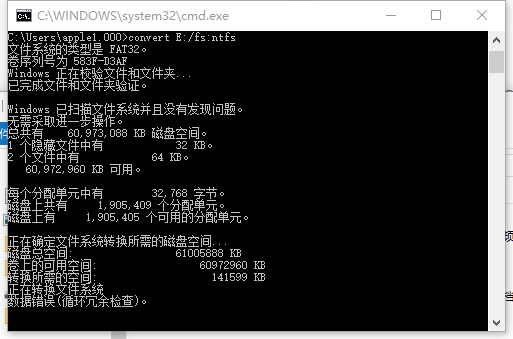 C:\WINDOWS\system32\cmd.exe
C:\Users\apple1.000>convert E:/fs:ntfs
文件系统的类型是 FAT32。
卷序列号为 583F-D3AF
Windows 正在校验文件和文件夹...
已完成文件和文件夹验证。
Windows 已扫描文件系统并且没有发现问题。
无需采取进一步操作。
总共有 60,973,088 KB 磁盘空间。
1 个隐藏文件中有 32 KB。
2 个文件中有 64 KB。
60,972,960 KB 可用。
每个分配单元中有 32,768 字节。
磁盘上共有 1,905,409 个分配单元。
磁盘上有 1,905,405 个可用的分配单元。
正在确定文件系统转换所需的磁盘空间...
磁盘总空间: 61005888 KB
卷上的可用空间: 60972960 KB
转换所需的空间: 141599 KB
正在转换文件系统
数据错误(循环冗余检查)。